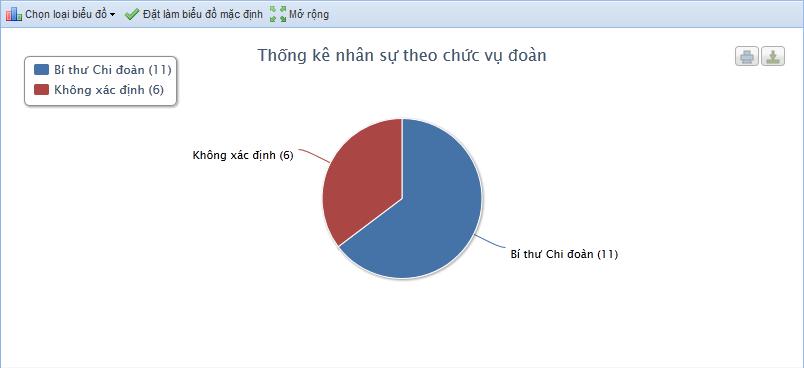 Chọn loại biểu đồ Đặt làm biểu đồ mặc định Mở rộng
Thống kê nhân sự theo chức vụ đoàn
Bí thư Chi đoàn (11)
Không xác định (6)
Không xác định (6)
Bí thư Chi đoàn (11)